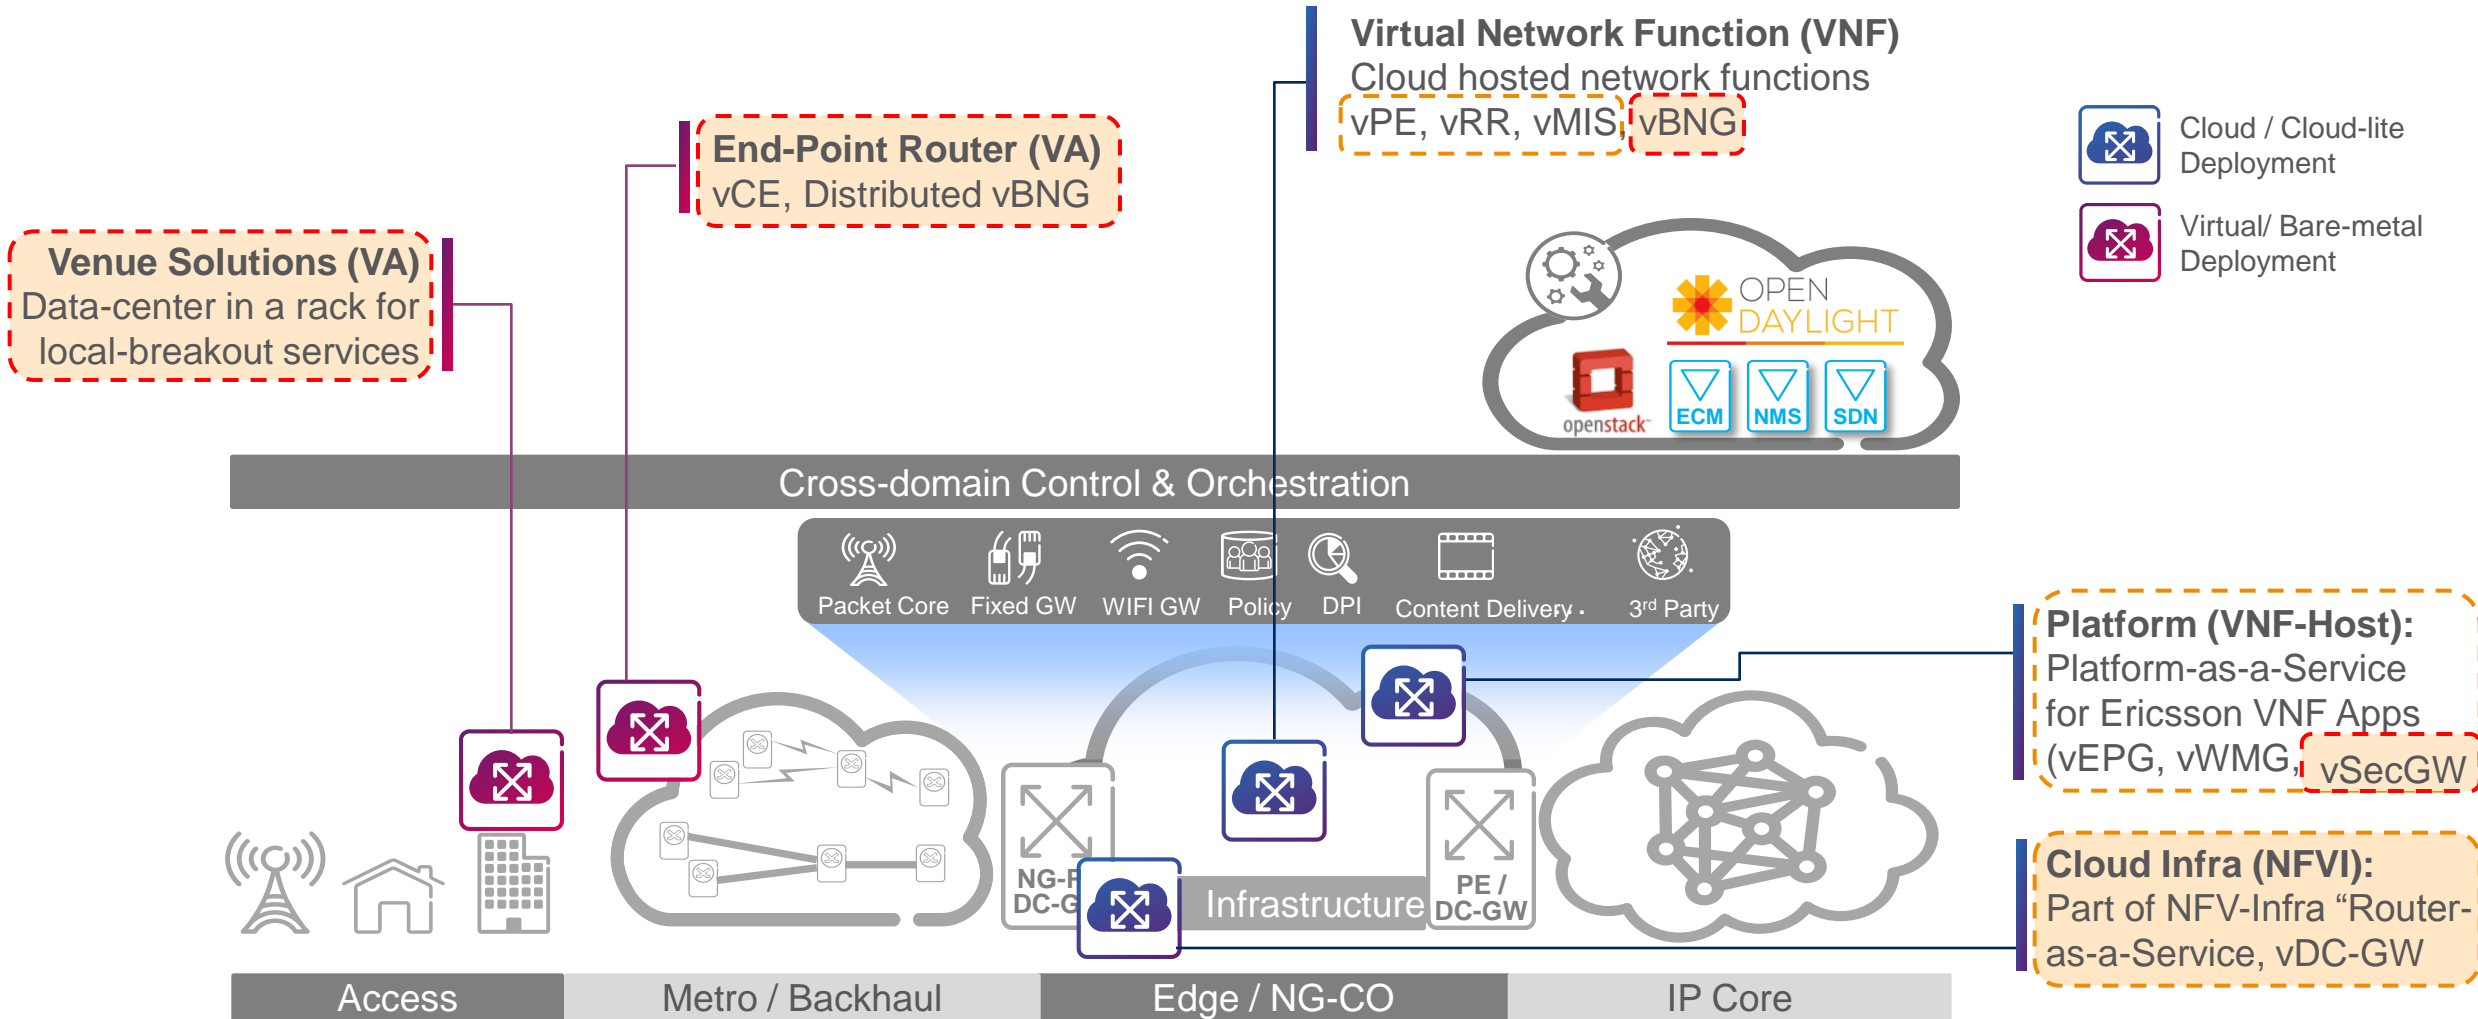 Virtual Network Function (VNF)
Cloud hosted network functions
vPE, vRR, vMIS, vBNG
Cloud / Cloud-lite
Deployment
Virtual/ Bare-metal
Deployment
End-Point Router (VA)
vCE, Distributed vBNG
Venue Solutions (VA)
Data-center in a rack for
local-breakout services
OPEN
DAYLIGHT
openstack
ECM
NMS
SDN
Cross-domain Control & Orchestration
Packet Core
Fixed GW
WIFI GW
Policy
DPI
Content Delivery. .
3rd Party
Platform (VNF-Host):
Platform-as-a-Service
for Ericsson VNF Apps
(vEPG, vWMG, vSecGW
NG-P
DC-G
Infrastructure
PE /
DC-GW
Cloud Infra (NFVI):
Part of NFV-Infra “Router-
as-a-Service, vDC-GW
Access
Metro / Backhaul
Edge / NG-CO
IP Core